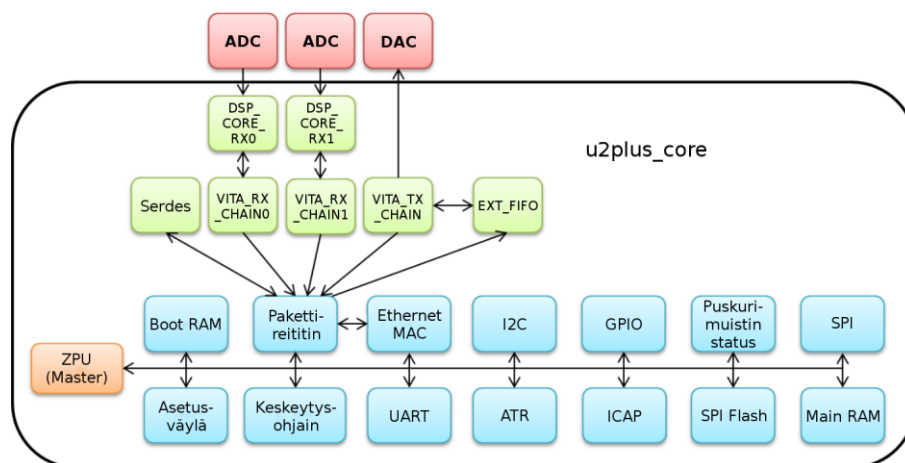 ADC
ADC
DAC
DSP_
CORE_
RX0
DSP_
CORE_
RX1
u2plus_core
Serdes
VITA_RX
_CHAIN0
VITA_RX
_CHAIN1
VITA_TX
_CHAIN
EXT_FIFO
Boot RAM
Paketti-
reititin
Ethernet
MAC
I2C
GPIO
Puskuri-
muistin
status
SPI
ZPU
(Master)
Asetus-
väylä
Keskeytys-
ohjain
UART
ATR
ICAP
SPI Flash
Main RAM